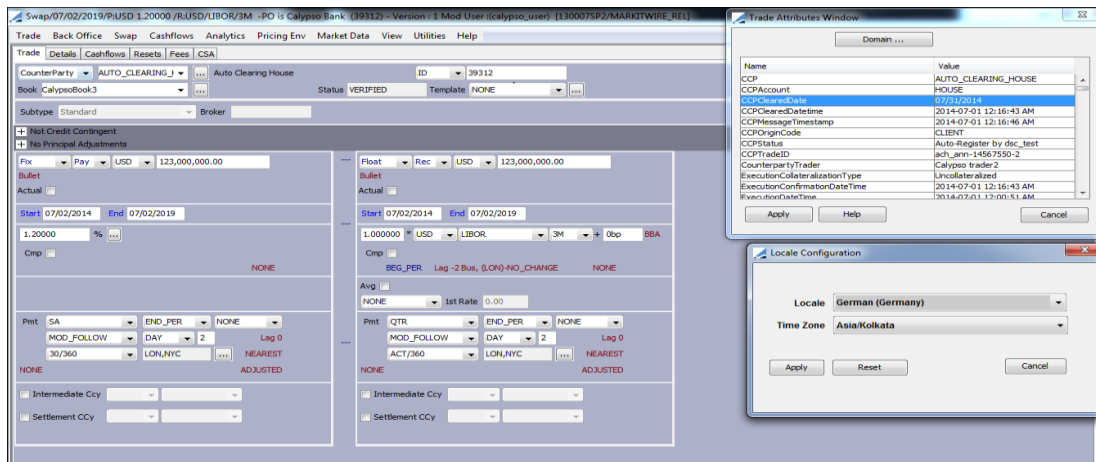 Swap/07/02/2019/P:USD 1.20000 /R:USD/LIBOR/3M -PO is Calypso Bank (39312) - Version : 1 Mod User :(calypso_user) [130007SP2/MARKITWIRE_REL]
Trade Back Office Swap Cashflows Analytics Pricing Env Market Data View Utilities Help
Trade Details Cashflows Resets Fees CSA
CounterParty AUTO_CLEARING_ ... Auto Clearing House ID 39312
Book CalypsoBook3 ... Status VERIFIED Template NONE ...
Subtype Standard Broker
+ Not Credit Contingent
+ No Principal Adjustments
Fix Pay USD 123,000,000.00 --- Float Rec USD 123,000,000.00
Bullet Bullet
Actual Actual
Start 07/02/2014 End 07/02/2019 --- Start 07/02/2014 End 07/02/2019
1.20000 % ... 1.000000 * USD LIBOR 3M + 0bp BBA
Cmp Cmp
NONE BEG_PER Lag -2 Bus, (LON)-NO_CHANGE NONE
Avg
NONE 1st Rate 0.00
Pmt SA END_PER NONE Pmt QTR END_PER NONE
MOD_FOLLOW DAY 2 Lag 0 --- MOD_FOLLOW DAY 2 Lag 0
30/360 LON,NYC ... NEAREST ACT/360 LON,NYC ... NEAREST
NONE ADJUSTED NONE ADJUSTED
Intermediate Ccy Intermediate Ccy
Settlement CCy Settlement CCy
Trade Attributes Window
Domain ...
Name Value
CCP AUTO_CLEARING_HOUSE
CCPAccount HOUSE
CCPClearedDate 07/31/2014
CCPClearedDatetime 2014-07-01 12:16:43 AM
CCPMessageTimestamp 2014-07-01 12:16:46 AM
CCPOriginCode CLIENT
CCPStatus Auto-Register by dsc_test
CCPTradeID ach_ann-14567550-2
CounterpartyTrader Calypso trader2
ExecutionCollateralizationType Uncollateralized
ExecutionConfirmationDateTime 2014-07-01 12:16:43 AM
ExecutionDateTime 2014-07-01 12:00:51 AM
Apply Help Cancel
Locale Configuration
Locale German (Germany)
Time Zone Asia/Kolkata
Apply Reset Cancel